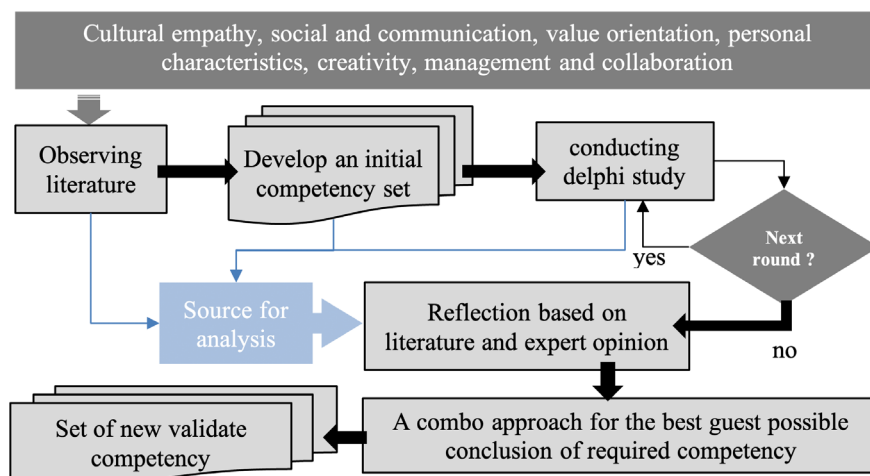 Cultural empathy, social and communication, value orientation, personal
characteristics, creativity, management and collaboration
Observing
literature
Develop an initial
competency set
conducting
delphi study
Next
round ?
yes
Source for
analysis
Reflection based on
literature and expert opinion
no
Set of new validate
competency
A combo approach for the best guest possible
conclusion of required competency